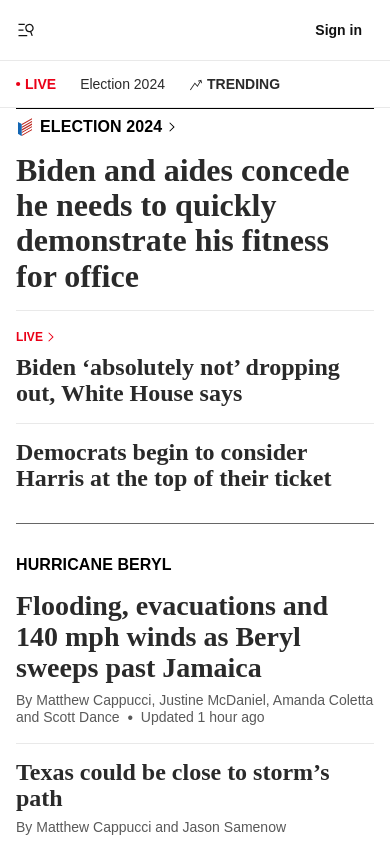 Sign in
LIVE Election 2024 TRENDING
ELECTION 2024
Biden and aides concede
he needs to quickly
demonstrate his fitness
for office
LIVE
Biden ‘absolutely not’ dropping
out, White House says
Democrats begin to consider
Harris at the top of their ticket
HURRICANE BERYL
Flooding, evacuations and
140 mph winds as Beryl
sweeps past Jamaica
By Matthew Cappucci, Justine McDaniel, Amanda Coletta
and Scott Dance • Updated 1 hour ago
Texas could be close to storm’s
path
By Matthew Cappucci and Jason Samenow